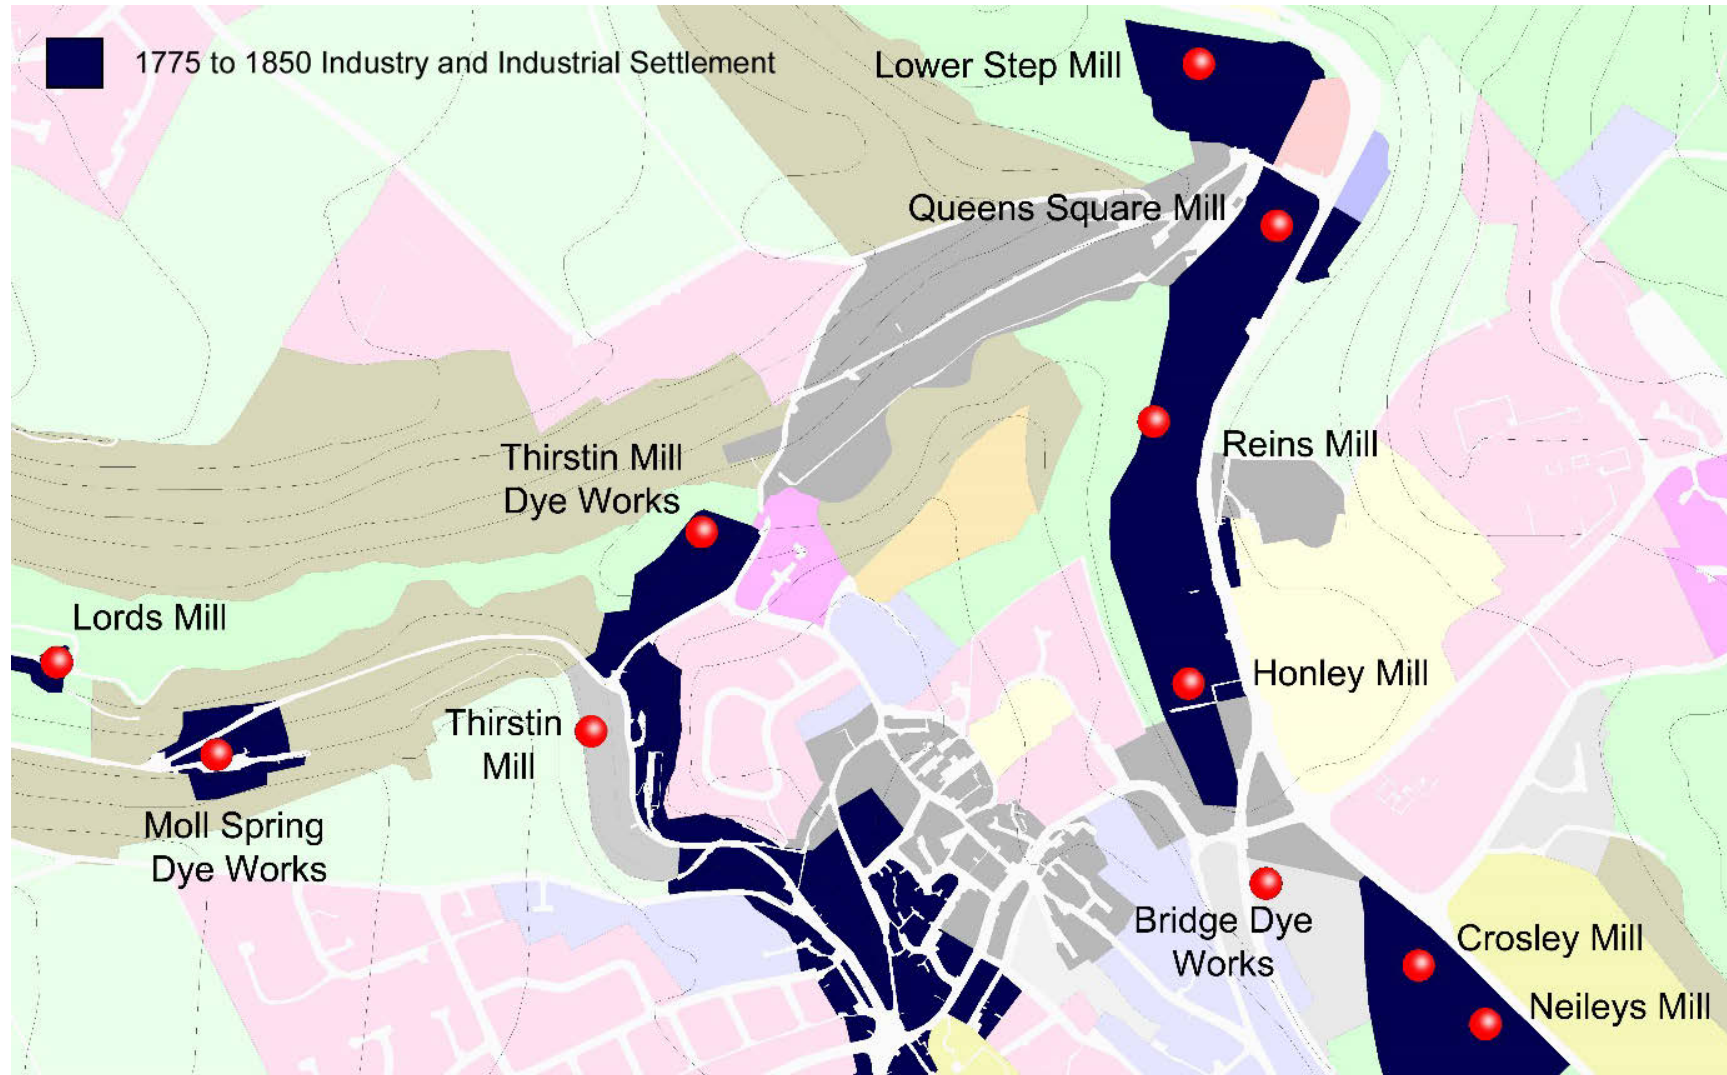 1775 to 1850 Industry and Industrial Settlement
Lower Step Mill
Queens Square Mill
Reins Mill
Thirstin Mill
Dye Works
Lords Mill
Honley Mill
Thirstin
Mill
Moll Spring
Dye Works
Bridge Dye
Works
Crosley Mill
Neileys Mill